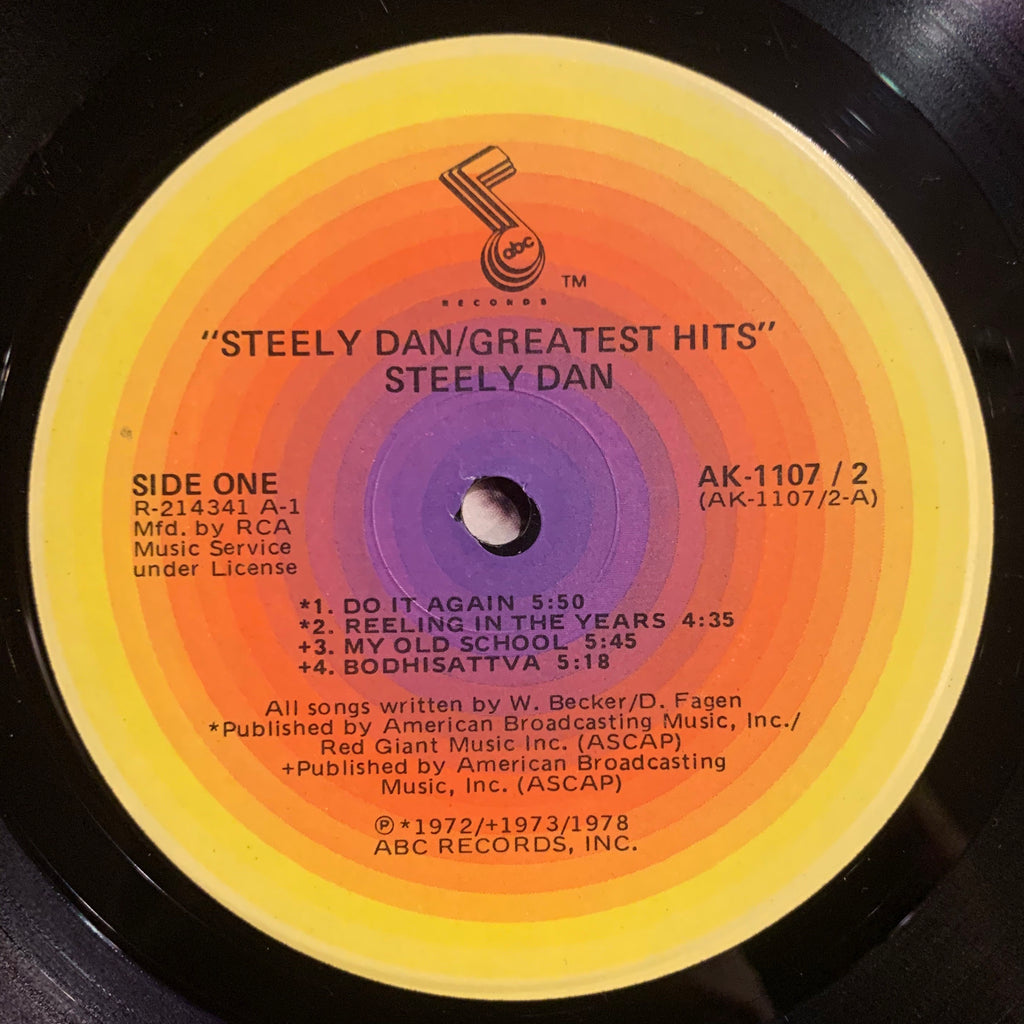 abc
RECORDS
TM
"STEELY DAN/GREATEST HITS"
STEELY DAN
SIDE ONE
R-214341 A-1
Mfd. by RCA
Music Service
under License
AK-1107 / 2
(AK-1107/2-A)
*1. DO IT AGAIN 5:50
*2. REELING IN THE YEARS 4:35
+3. MY OLD SCHOOL 5:45
+4. BODHISATTVA 5:18
All songs written by W. Becker/D. Fagen
*Published by American Broadcasting Music, Inc./
Red Giant Music Inc. (ASCAP)
+Published by American Broadcasting
Music, Inc. (ASCAP)
℗ *1972/+1973/1978
ABC RECORDS, INC.